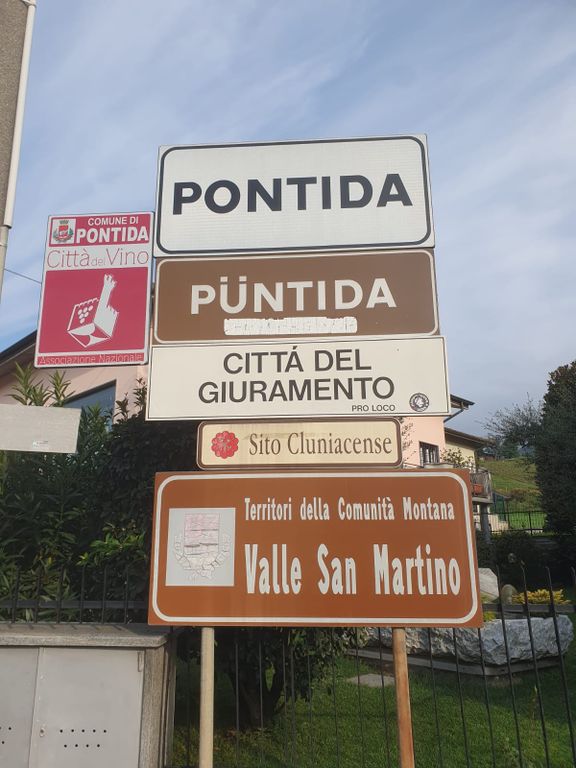 PONTIDA
COMUNE DI
PONTIDA
Città del Vino
Associazione Nazionale
PÜNTIDA
CITTÁ DEL
GIURAMENTO
PRO LOCO
Sito Cluniacense
Territori della Comunità Montana
Valle San Martino